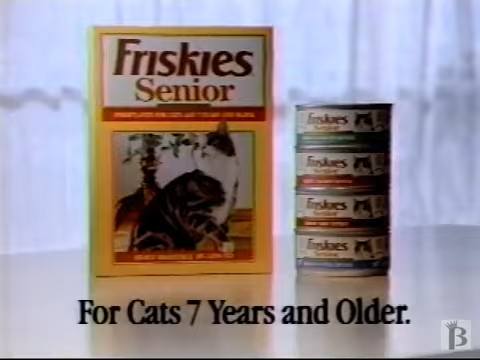 Friskies
Senior
Friskies
Senior
Friskies
Senior
Friskies
Senior
Friskies
Senior
For Cats 7 Years and Older.
B